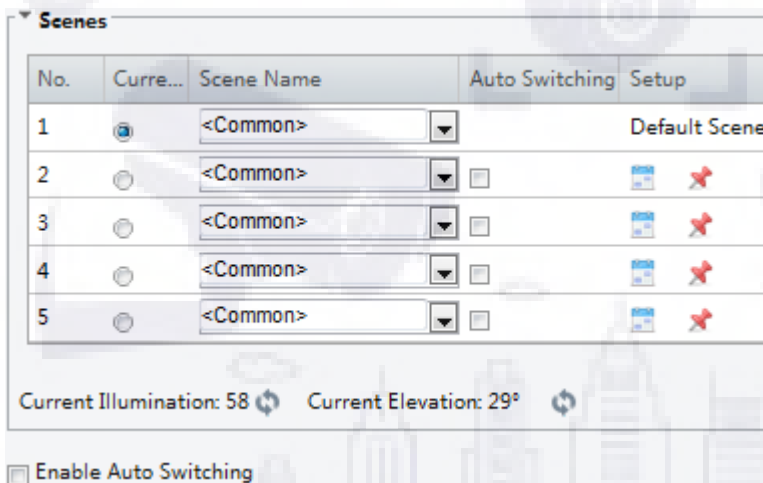 Scenes
No. Curre... Scene Name Auto Switching Setup
1 <Common> Default Scene
2 <Common>
3 <Common>
4 <Common>
5 <Common>
Current Illumination: 58 Current Elevation: 29°
Enable Auto Switching